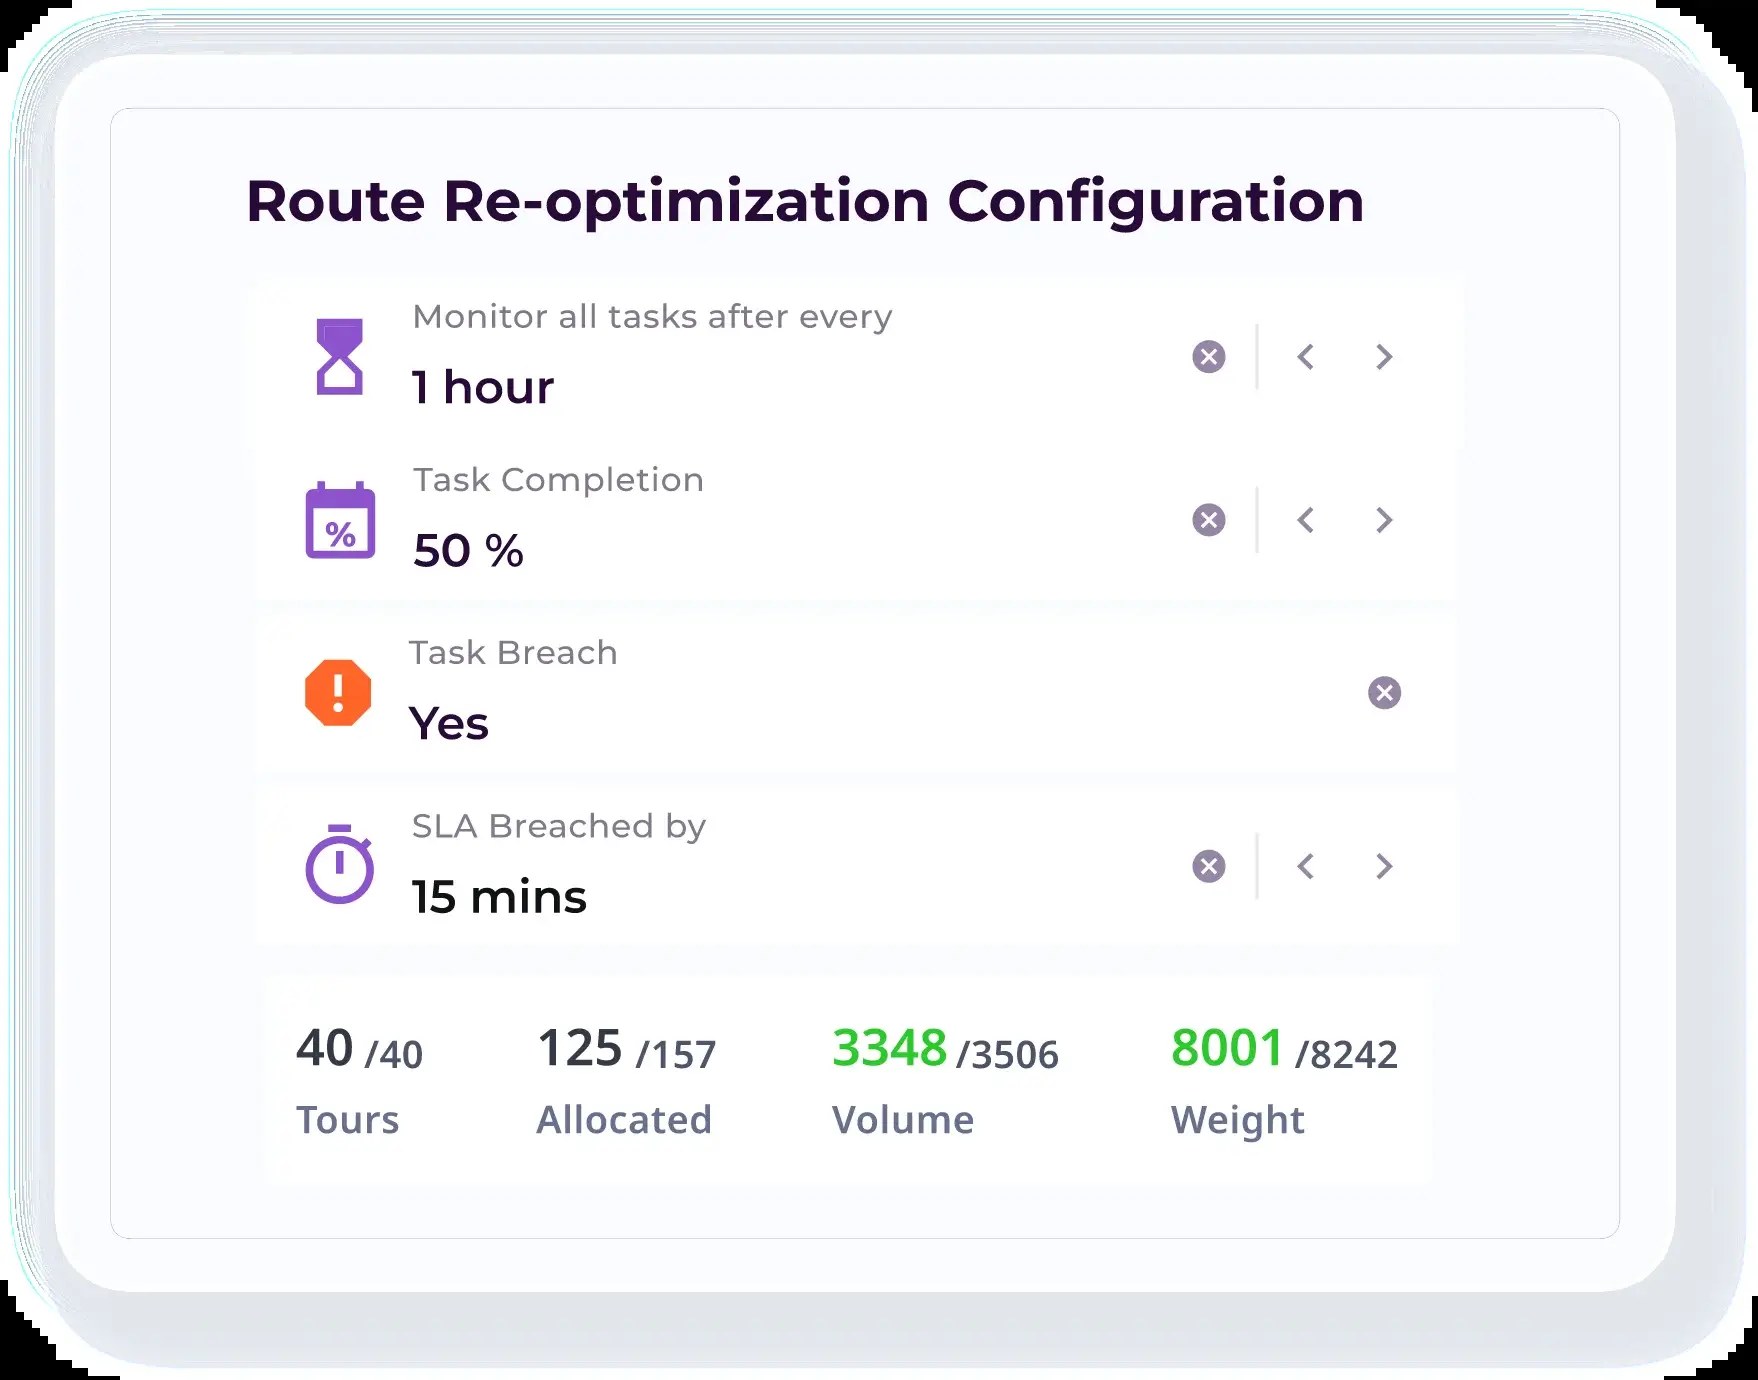 Route Re-optimization Configuration
Monitor all tasks after every
1 hour
Task Completion
%
50 %
Task Breach
!
Yes
SLA Breached by
15 mins
40 /40
125 /157
3348 /3506
8001 /8242
Tours
Allocated
Volume
Weight